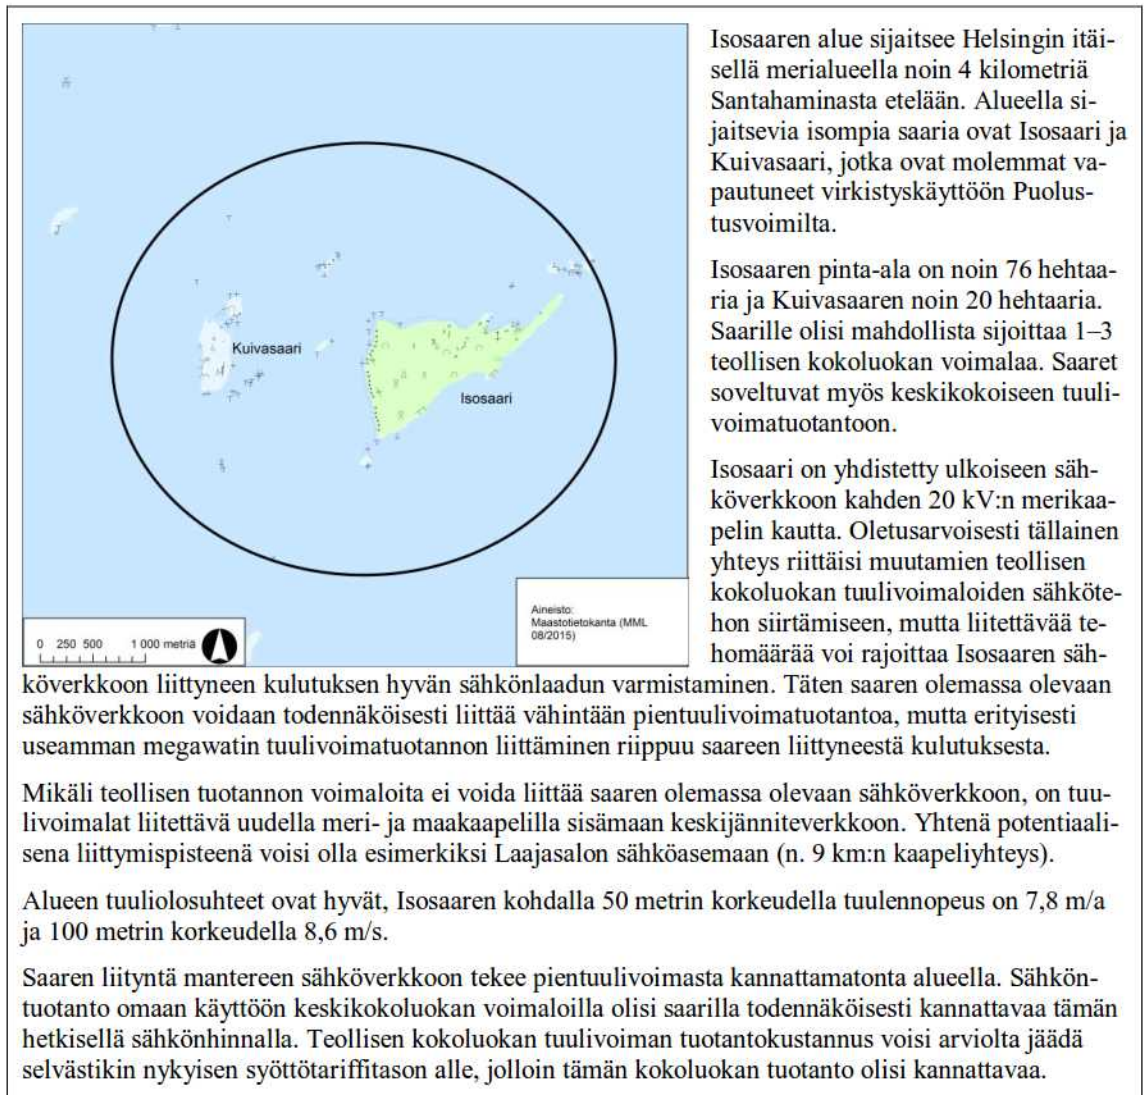 Isosaaren alue sijaitsee Helsingin itäi-
sellä merialueella noin 4 kilometriä
Santahaminasta etelään. Alueella si-
jaitsevia isompia saaria ovat Isosaari ja
Kuivasaari, jotka ovat molemmat va-
pautuneet virkistyskäyttöön Puolus-
tusvoimilta.
Isosaaren pinta-ala on noin 76 hehtaa-
ria ja Kuivasaaren noin 20 hehtaaria.
Saarille olisi mahdollista sijoittaa 1–3
teollisen kokoluokan voimalaa. Saaret
soveltuvat myös keskikokoiseen tuuli-
voimatuotantoon.
Isosaari on yhdistetty ulkoiseen säh-
köverkkoon kahden 20 kV:n merikaa-
pelin kautta. Oletusarvoisesti tällainen
yhteys riittäisi muutamien teollisen
kokoluokan tuulivoimaloiden sähköte-
hon siirtämiseen, mutta liitettävää te-
homäärää voi rajoittaa Isosaaren säh-
köverkkoon liittyneen kulutuksen hyvän sähkönlaadun varmistaminen. Täten saaren olemassa olevaan
sähköverkkoon voidaan todennäköisesti liittää vähintään pientuulivoimatuotantoa, mutta erityisesti
useamman megawatin tuulivoimatuotannon liittäminen riippuu saareen liittyneestä kulutuksesta.
Mikäli teollisen tuotannon voimaloita ei voida liittää saaren olemassa olevaan sähköverkkoon, on tuu-
livoimalat liitettävä uudella meri- ja maakaapelilla sisämaan keskijänniteverkkoon. Yhtenä potentiaali-
sena liittymispisteenä voisi olla esimerkiksi Laajasalon sähköasemaan (n. 9 km:n kaapeliyhteys).
Alueen tuuliolosuhteet ovat hyvät, Isosaaren kohdalla 50 metrin korkeudella tuulennopeus on 7,8 m/a
ja 100 metrin korkeudella 8,6 m/s.
Saaren liityntä mantereen sähköverkkoon tekee pientuulivoimasta kannattamatonta alueella. Sähkön-
tuotanto omaan käyttöön keskikokoluokan voimaloilla olisi saarilla todennäköisesti kannattavaa tämän
hetkisellä sähkönhinnalla. Teollisen kokoluokan tuulivoiman tuotantokustannus voisi arviolta jäädä
selvästikin nykyisen syöttötariffitason alle, jolloin tämän kokoluokan tuotanto olisi kannattavaa.
Kuivasaari
Isosaari
0 250 500 1 000 metriä
Aineisto:
Maastotietokanta (MML
08/2015)